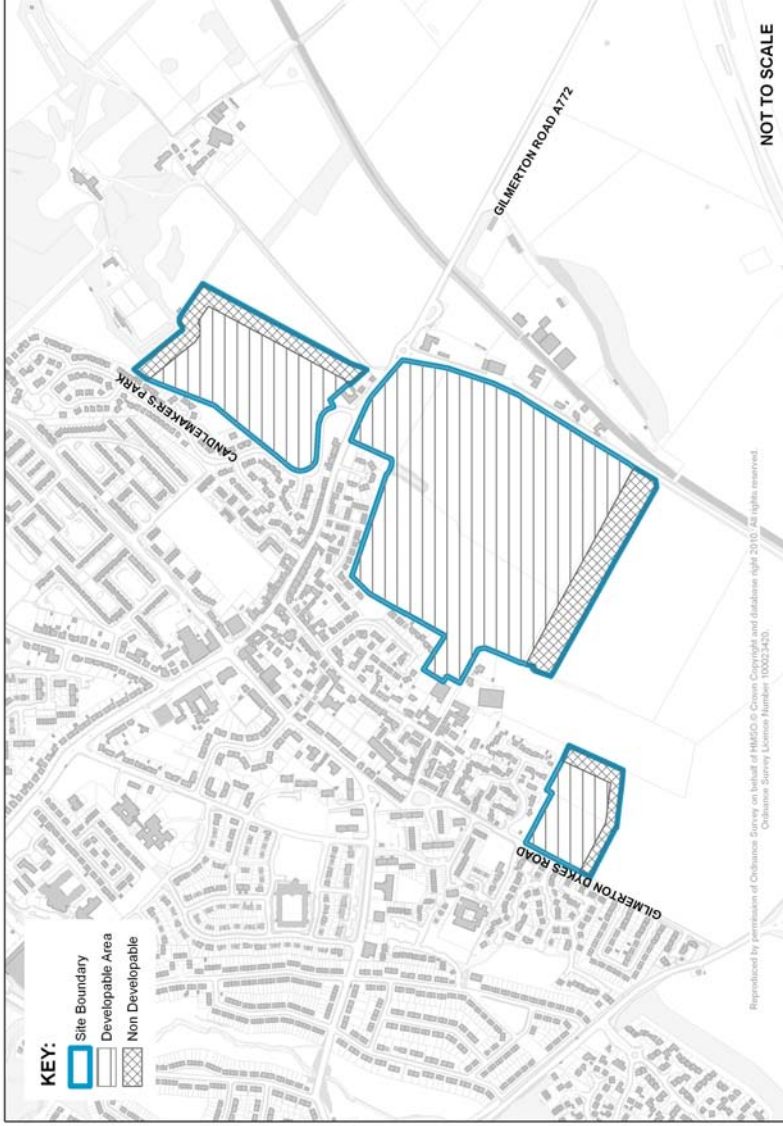 KEY:
Site Boundary
Developable Area
Non Developable
CANDLEMAKER'S PARK
GILMERTON ROAD A772
GILMERTON DYKES ROAD
NOT TO SCALE
Reproduced by permission of Ordnance Survey on behalf of HMSO © Crown Copyright and database right 2010. All rights reserved.
Ordnance Survey Licence Number 100023420.